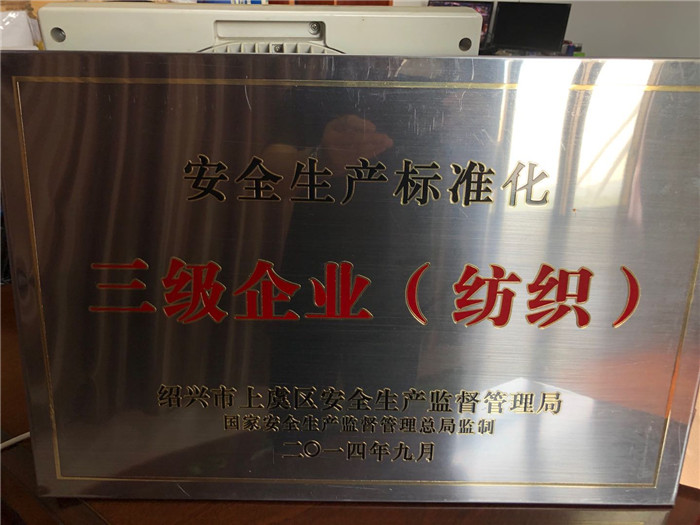 安全生产标准化
三级企业（纺织）
绍兴市上虞区安全生产监督管理局
国家安全生产监督管理总局监制
二〇一四年九月